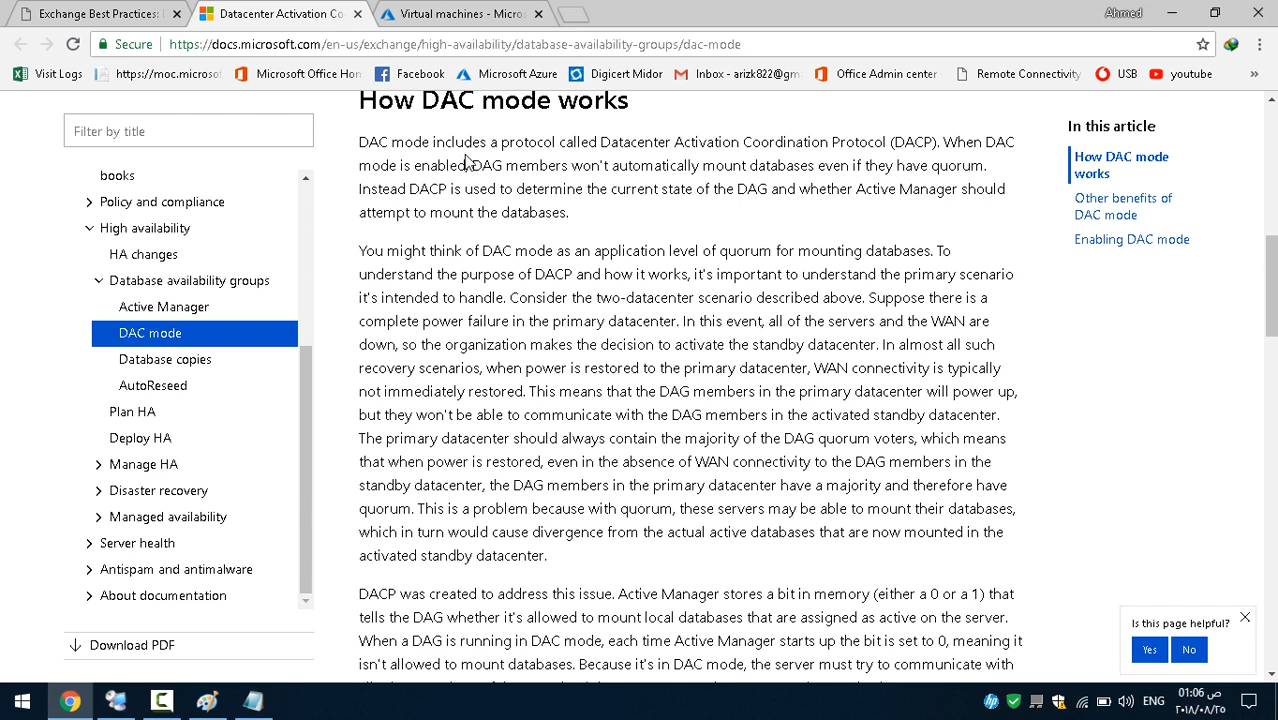 Exchange Best Practices:
Datacenter Activation Co
Virtual machines - Micros
Ahmed
Secure
https://docs.microsoft.com/en-us/exchange/high-availability/database-availability-groups/dac-mode
Visit Logs
https://moc.microsof
Microsoft Office Hom
Facebook
Microsoft Azure
Digicert Midor
Inbox - arizk822@gm
Office Admin center
Remote Connectivity
USB
youtube
»
Filter by title
books
Policy and compliance
High availability
HA changes
Database availability groups
Active Manager
DAC mode
Database copies
AutoReseed
Plan HA
Deploy HA
Manage HA
Disaster recovery
Managed availability
Server health
Antispam and antimalware
About documentation
Download PDF
How DAC mode works
DAC mode includes a protocol called Datacenter Activation Coordination Protocol (DACP). When DAC
mode is enabled, DAG members won't automatically mount databases even if they have quorum.
Instead DACP is used to determine the current state of the DAG and whether Active Manager should
attempt to mount the databases.
You might think of DAC mode as an application level of quorum for mounting databases. To
understand the purpose of DACP and how it works, it's important to understand the primary scenario
it's intended to handle. Consider the two-datacenter scenario described above. Suppose there is a
complete power failure in the primary datacenter. In this event, all of the servers and the WAN are
down, so the organization makes the decision to activate the standby datacenter. In almost all such
recovery scenarios, when power is restored to the primary datacenter, WAN connectivity is typically
not immediately restored. This means that the DAG members in the primary datacenter will power up,
but they won't be able to communicate with the DAG members in the activated standby datacenter.
The primary datacenter should always contain the majority of the DAG quorum voters, which means
that when power is restored, even in the absence of WAN connectivity to the DAG members in the
standby datacenter, the DAG members in the primary datacenter have a majority and therefore have
quorum. This is a problem because with quorum, these servers may be able to mount their databases,
which in turn would cause divergence from the actual active databases that are now mounted in the
activated standby datacenter.
DACP was created to address this issue. Active Manager stores a bit in memory (either a 0 or a 1) that
tells the DAG whether it's allowed to mount local databases that are assigned as active on the server.
When a DAG is running in DAC mode, each time Active Manager starts up the bit is set to 0, meaning it
isn't allowed to mount databases. Because it's in DAC mode, the server must try to communicate with
In this article
How DAC mode
works
Other benefits of
DAC mode
Enabling DAC mode
Is this page helpful?
Yes
No
ENG
01:06 ص
٢٠١٨/٠٨/٢٥